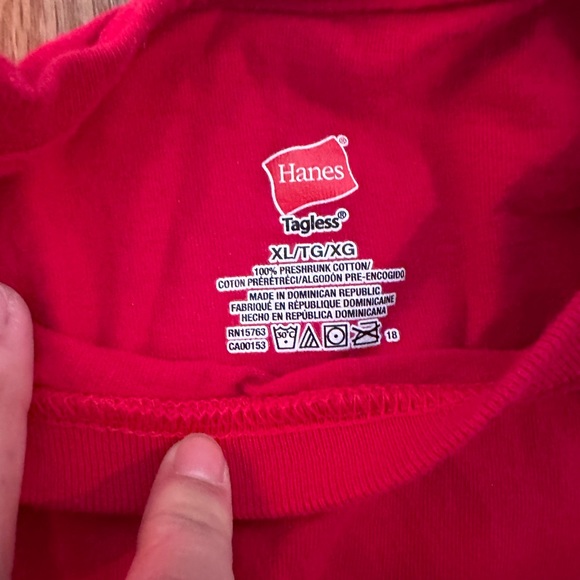 Hanes®
Tagless®
XL/TG/XG
100% PRESHRUNK COTTON/
COTON PRÉRÉTRÉCI/ALGODÓN PRE-ENCOGIDO
MADE IN DOMINICAN REPUBLIC
FABRIQUÉ EN RÉPUBLIQUE DOMINICAINE
HECHO EN REPÚBLICA DOMINICANA
RN15763
CA00153
50°C
18